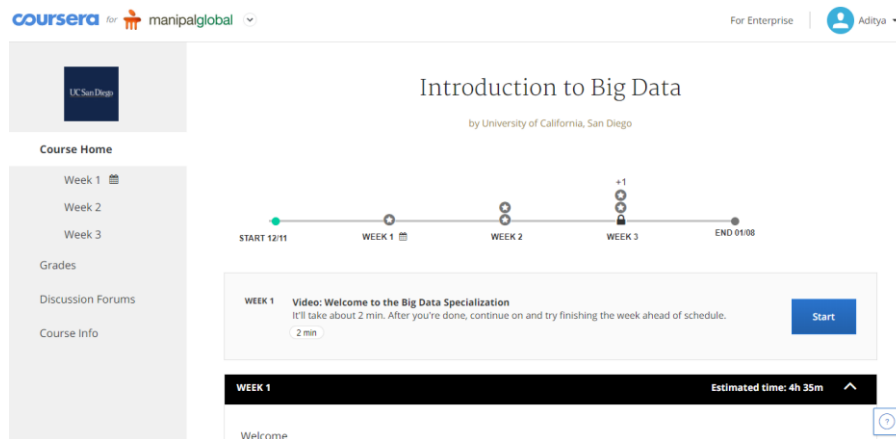 coursera for manipalglobal
For Enterprise
Aditya
UC San Diego
Course Home
Week 1
Week 2
Week 3
Grades
Discussion Forums
Course Info
Introduction to Big Data
by University of California, San Diego
+1
START 12/11
WEEK 1
WEEK 2
WEEK 3
END 01/08
WEEK 1
Video: Welcome to the Big Data Specialization
It'll take about 2 min. After you're done, continue on and try finishing the week ahead of schedule.
2 min
Start
WEEK 1
Estimated time: 4h 35m
Welcome
?